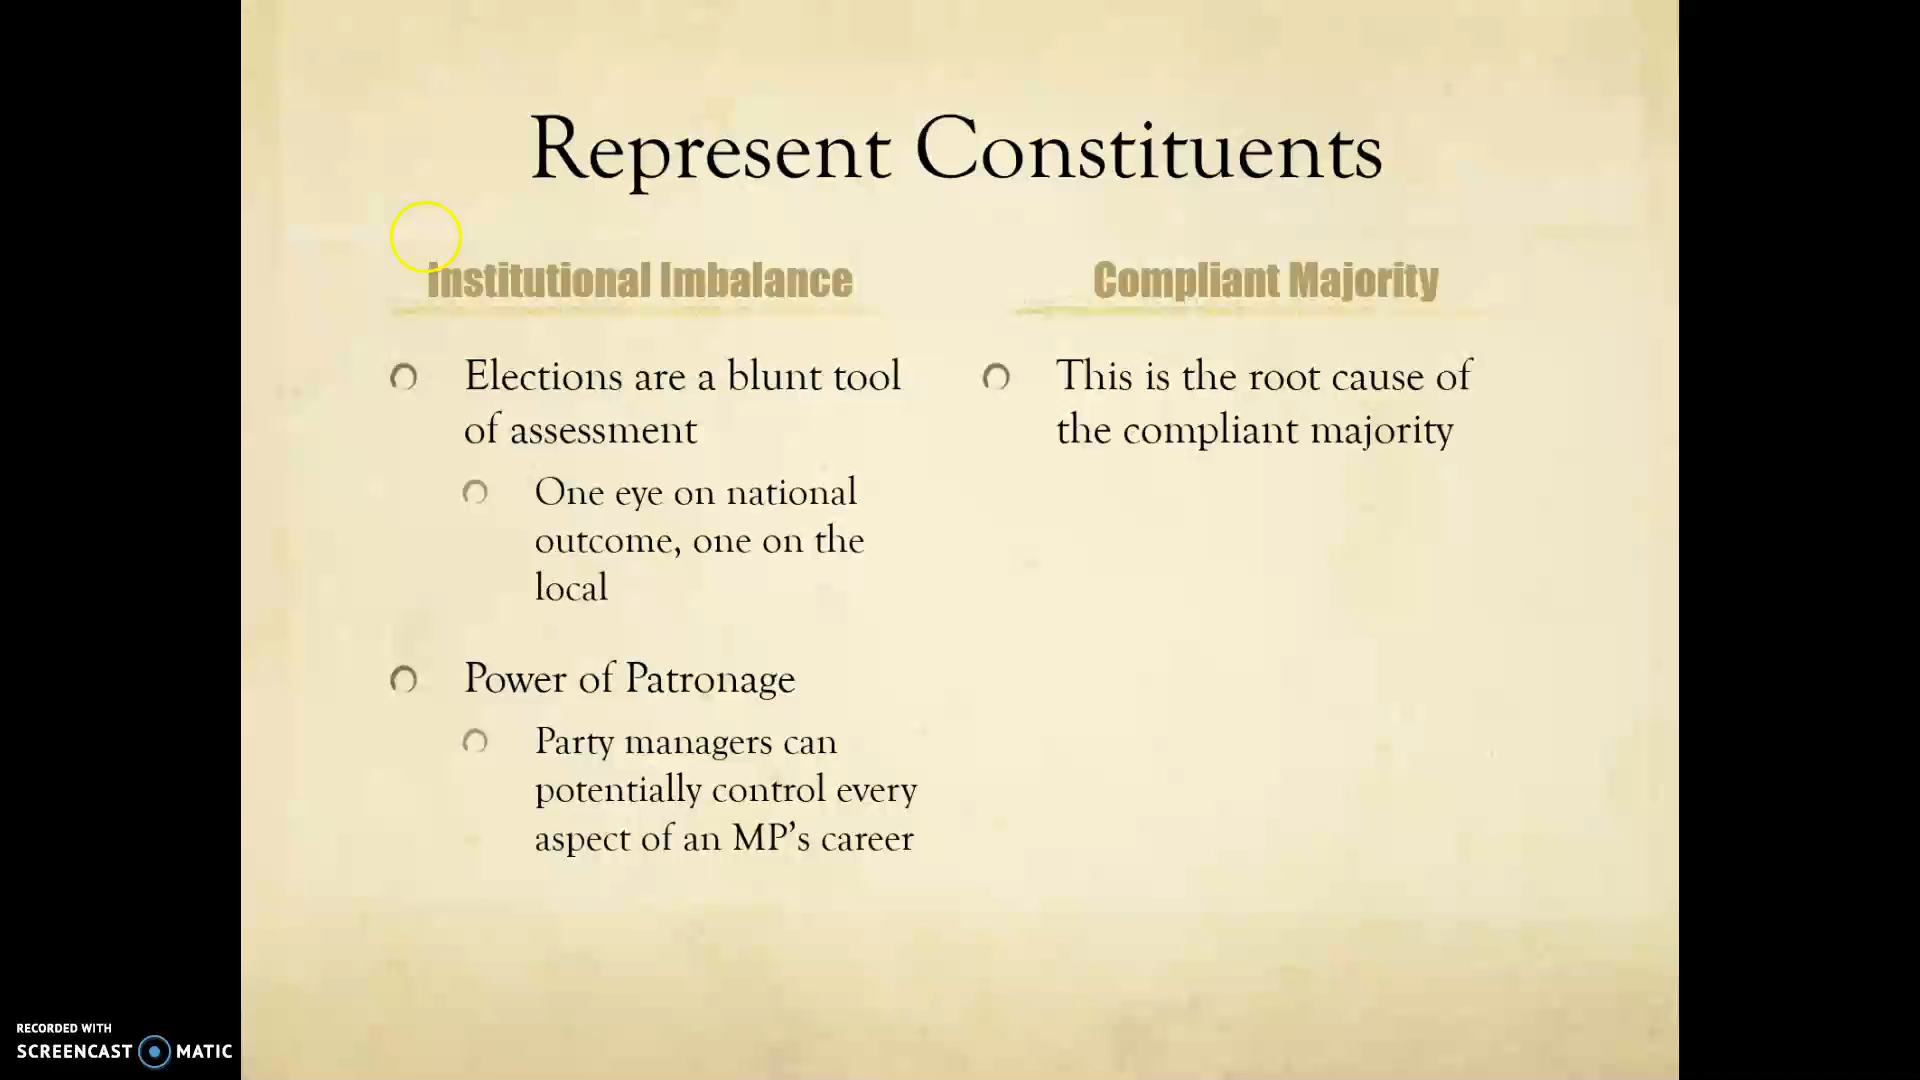 Represent Constituents
Institutional Imbalance
Elections are a blunt tool
of assessment
One eye on national
outcome, one on the
local
Power of Patronage
Party managers can
potentially control every
aspect of an MP's career
Compliant Majority
This is the root cause of
the compliant majority
RECORDED WITH
SCREENCAST MATIC